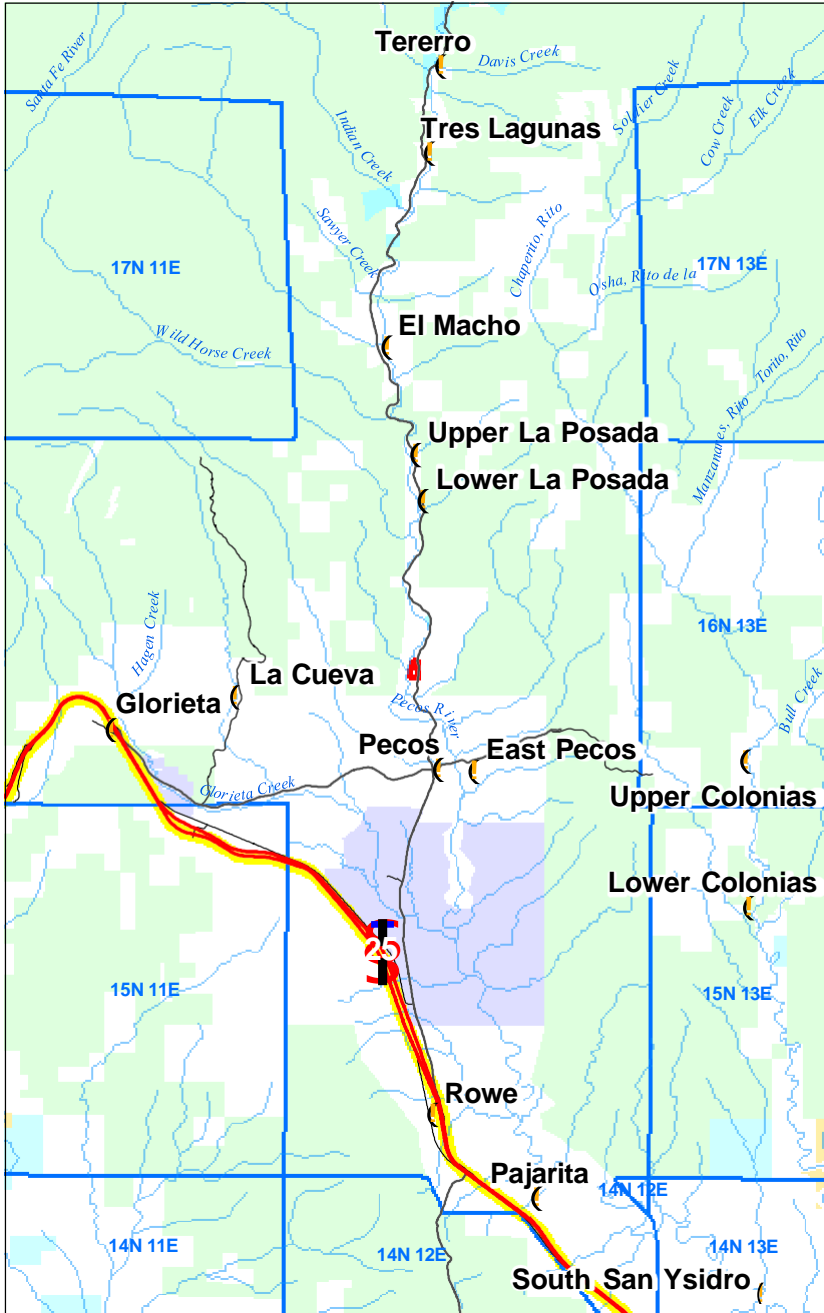 Tererro
Davis Creek
Santa Fe River
Tres Lagunas
Soldier Creek
Cow Creek
Elk Creek
Indian Creek
Sawyer Creek
Chaperito, Rito
17N 11E
Osha, Rito de la
17N 13E
El Macho
Wild Horse Creek
Manzanares, Rito
Torito, Rito
Upper La Posada
Lower La Posada
Hagen Creek
16N 13E
La Cueva
Glorieta
Pecos River
Bull Creek
Pecos
East Pecos
Glorieta Creek
Upper Colonias
Lower Colonias
25
15N 11E
15N 13E
Rowe
Pajarita
14N 12E
14N 11E
14N 12E
14N 13E
South San Ysidro